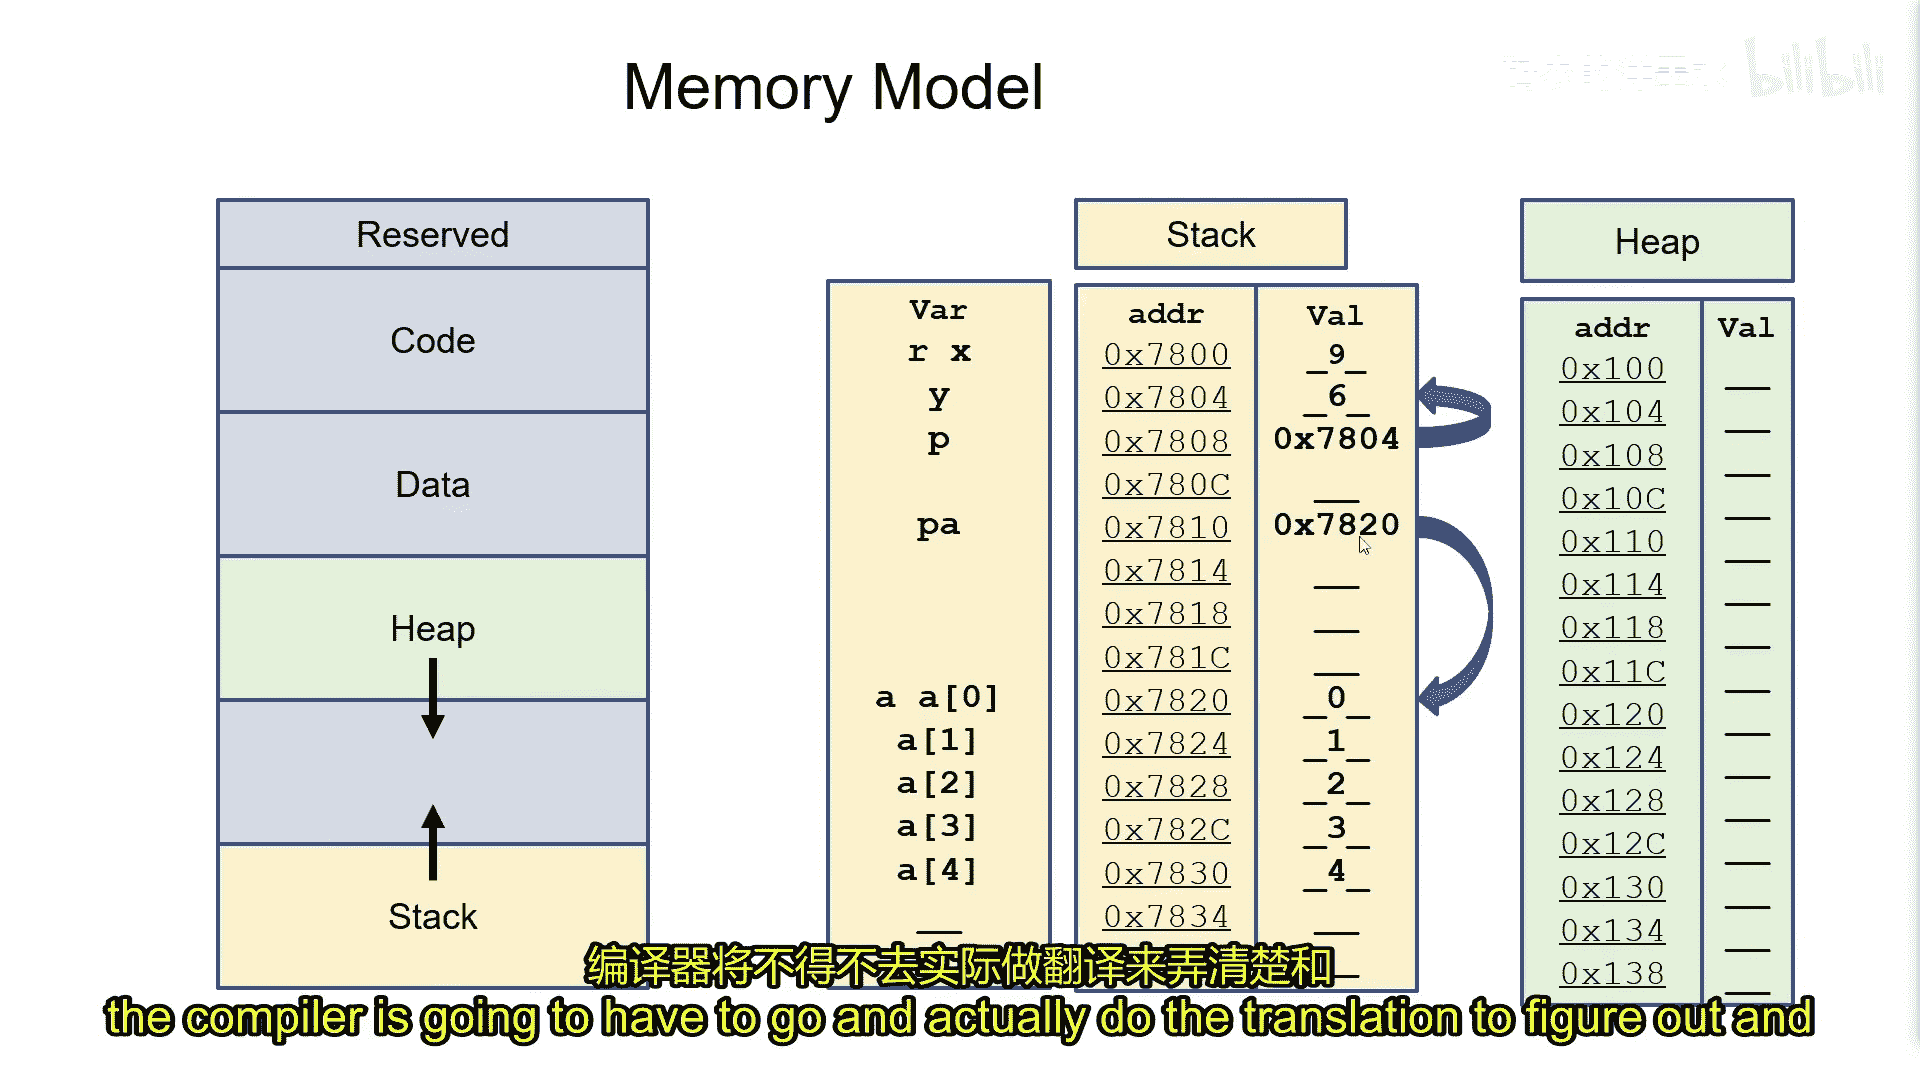 Memory Model
bilibili
Reserved
Code
Data
Heap
Stack
Stack
Var
r x
y
p
pa
a a[0]
a[1]
a[2]
a[3]
a[4]
addr Val
0x7800 9
0x7804 6
0x7808 0x7804
0x780C
0x7810 0x7820
0x7814
0x7818
0x781C
0x7820 0
0x7824 1
0x7828 2
0x782C 3
0x7830 4
0x7834
Heap
addr Val
0x100
0x104
0x108
0x10C
0x110
0x114
0x118
0x11C
0x120
0x124
0x128
0x12C
0x130
0x134
0x138
编译器将不得不去实际做翻译来弄清楚和
the compiler is going to have to go and actually do the translation to figure out and